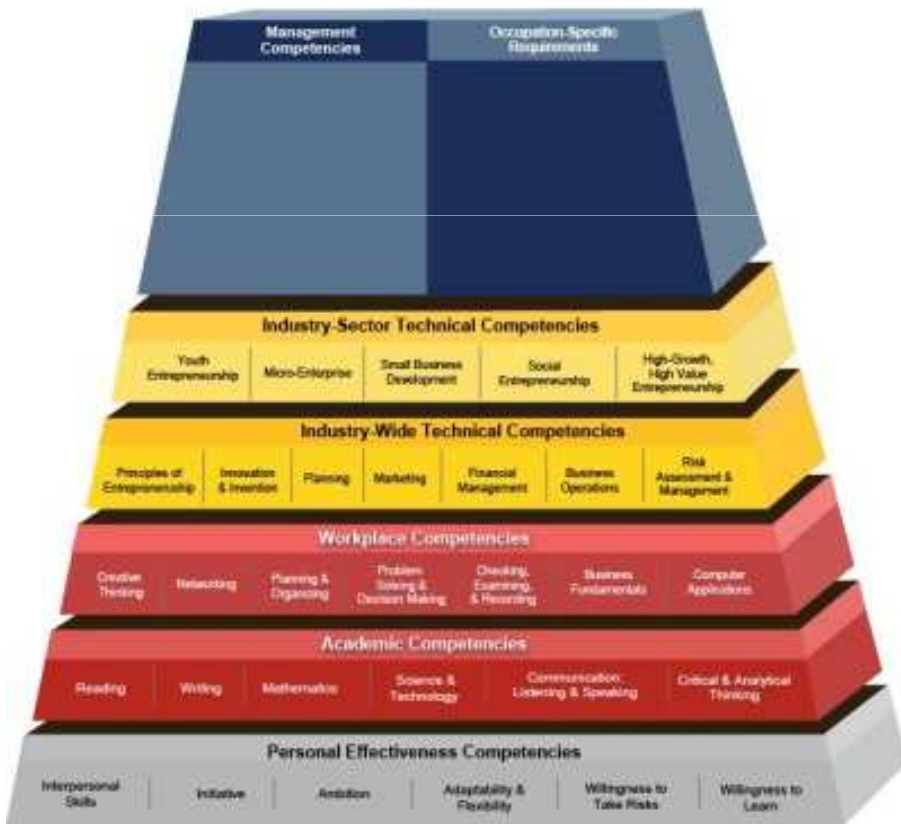 Management
Competencies
Occupation-Specific
Requirements
Industry-Sector Technical Competencies
Youth
Entrepreneurship
Micro-Enterprise
Small Business
Development
Social
Entrepreneurship
High-Growth,
High Value
Entrepreneurship
Industry-Wide Technical Competencies
Principles of
Entrepreneurship
Innovation
& Invention
Planning
Marketing
Financial
Management
Business
Operations
Risk
Assessment &
Management
Workplace Competencies
Creative
Thinking
Networking
Planning &
Organizing
Problem
Solving &
Decision Making
Checking,
Examining,
& Recording
Business
Fundamentals
Computer
Applications
Academic Competencies
Reading
Writing
Mathematics
Science &
Technology
Communication:
Listening & Speaking
Critical & Analytical
Thinking
Personal Effectiveness Competencies
Interpersonal
Skills
Initiative
Ambition
Adaptability &
Flexibility
Willingness to
Take Risks
Willingness to
Learn